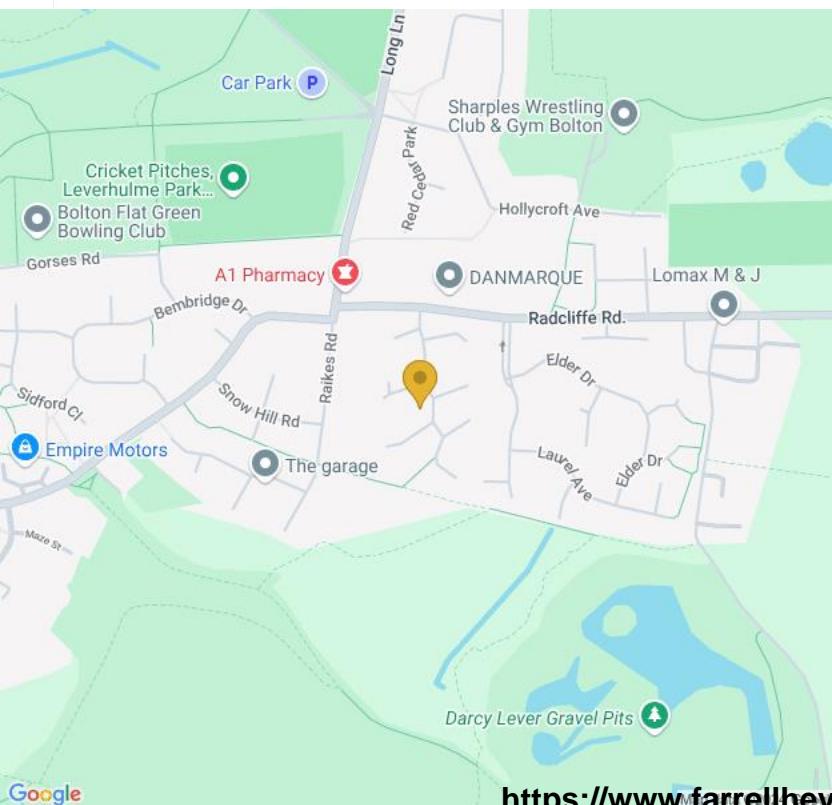 Long Ln
Car Park
P
Sharples Wrestling
Club & Gym Bolton
Red Cedar Park
Cricket Pitches,
Leverhulme Park...
Bolton Flat Green
Bowling Club
Hollycroft Ave
Gorses Rd
A1 Pharmacy
DANMARQUE
Lomax M & J
Bembridge Dr
Radcliffe Rd.
Raikes Rd
Elder Dr
Sidford Cl
Snow Hill Rd
Empire Motors
The garage
Laurel Ave
Elder Dr
Maze St
Darcy Lever Gravel Pits
Google
https://www.farrellhey